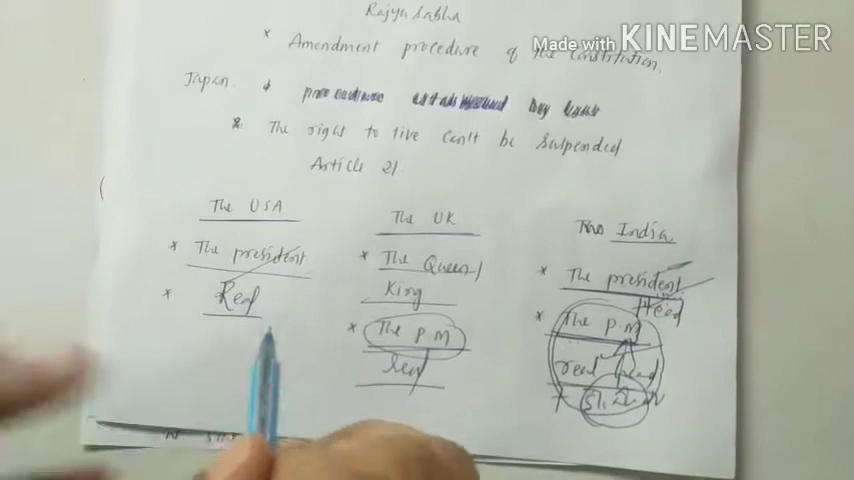 Rajya Sabha
* Amendment procedure of the Constitution.
Made with KINEMASTER
Japan.
* The right to live can't be suspended
Article 21
The USA
* The president
* Real
The UK
* The Queen/
King
* The P.M
Real
The India
* The president
Head
* The P.M
real head
*